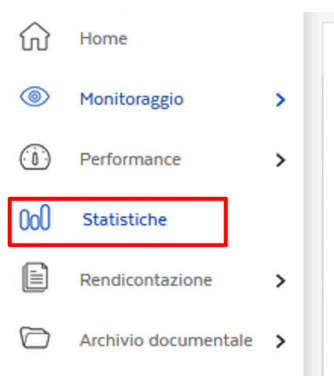 Home
Monitoraggio
Performance
Statistiche
Rendicontazione
Archivio documentale